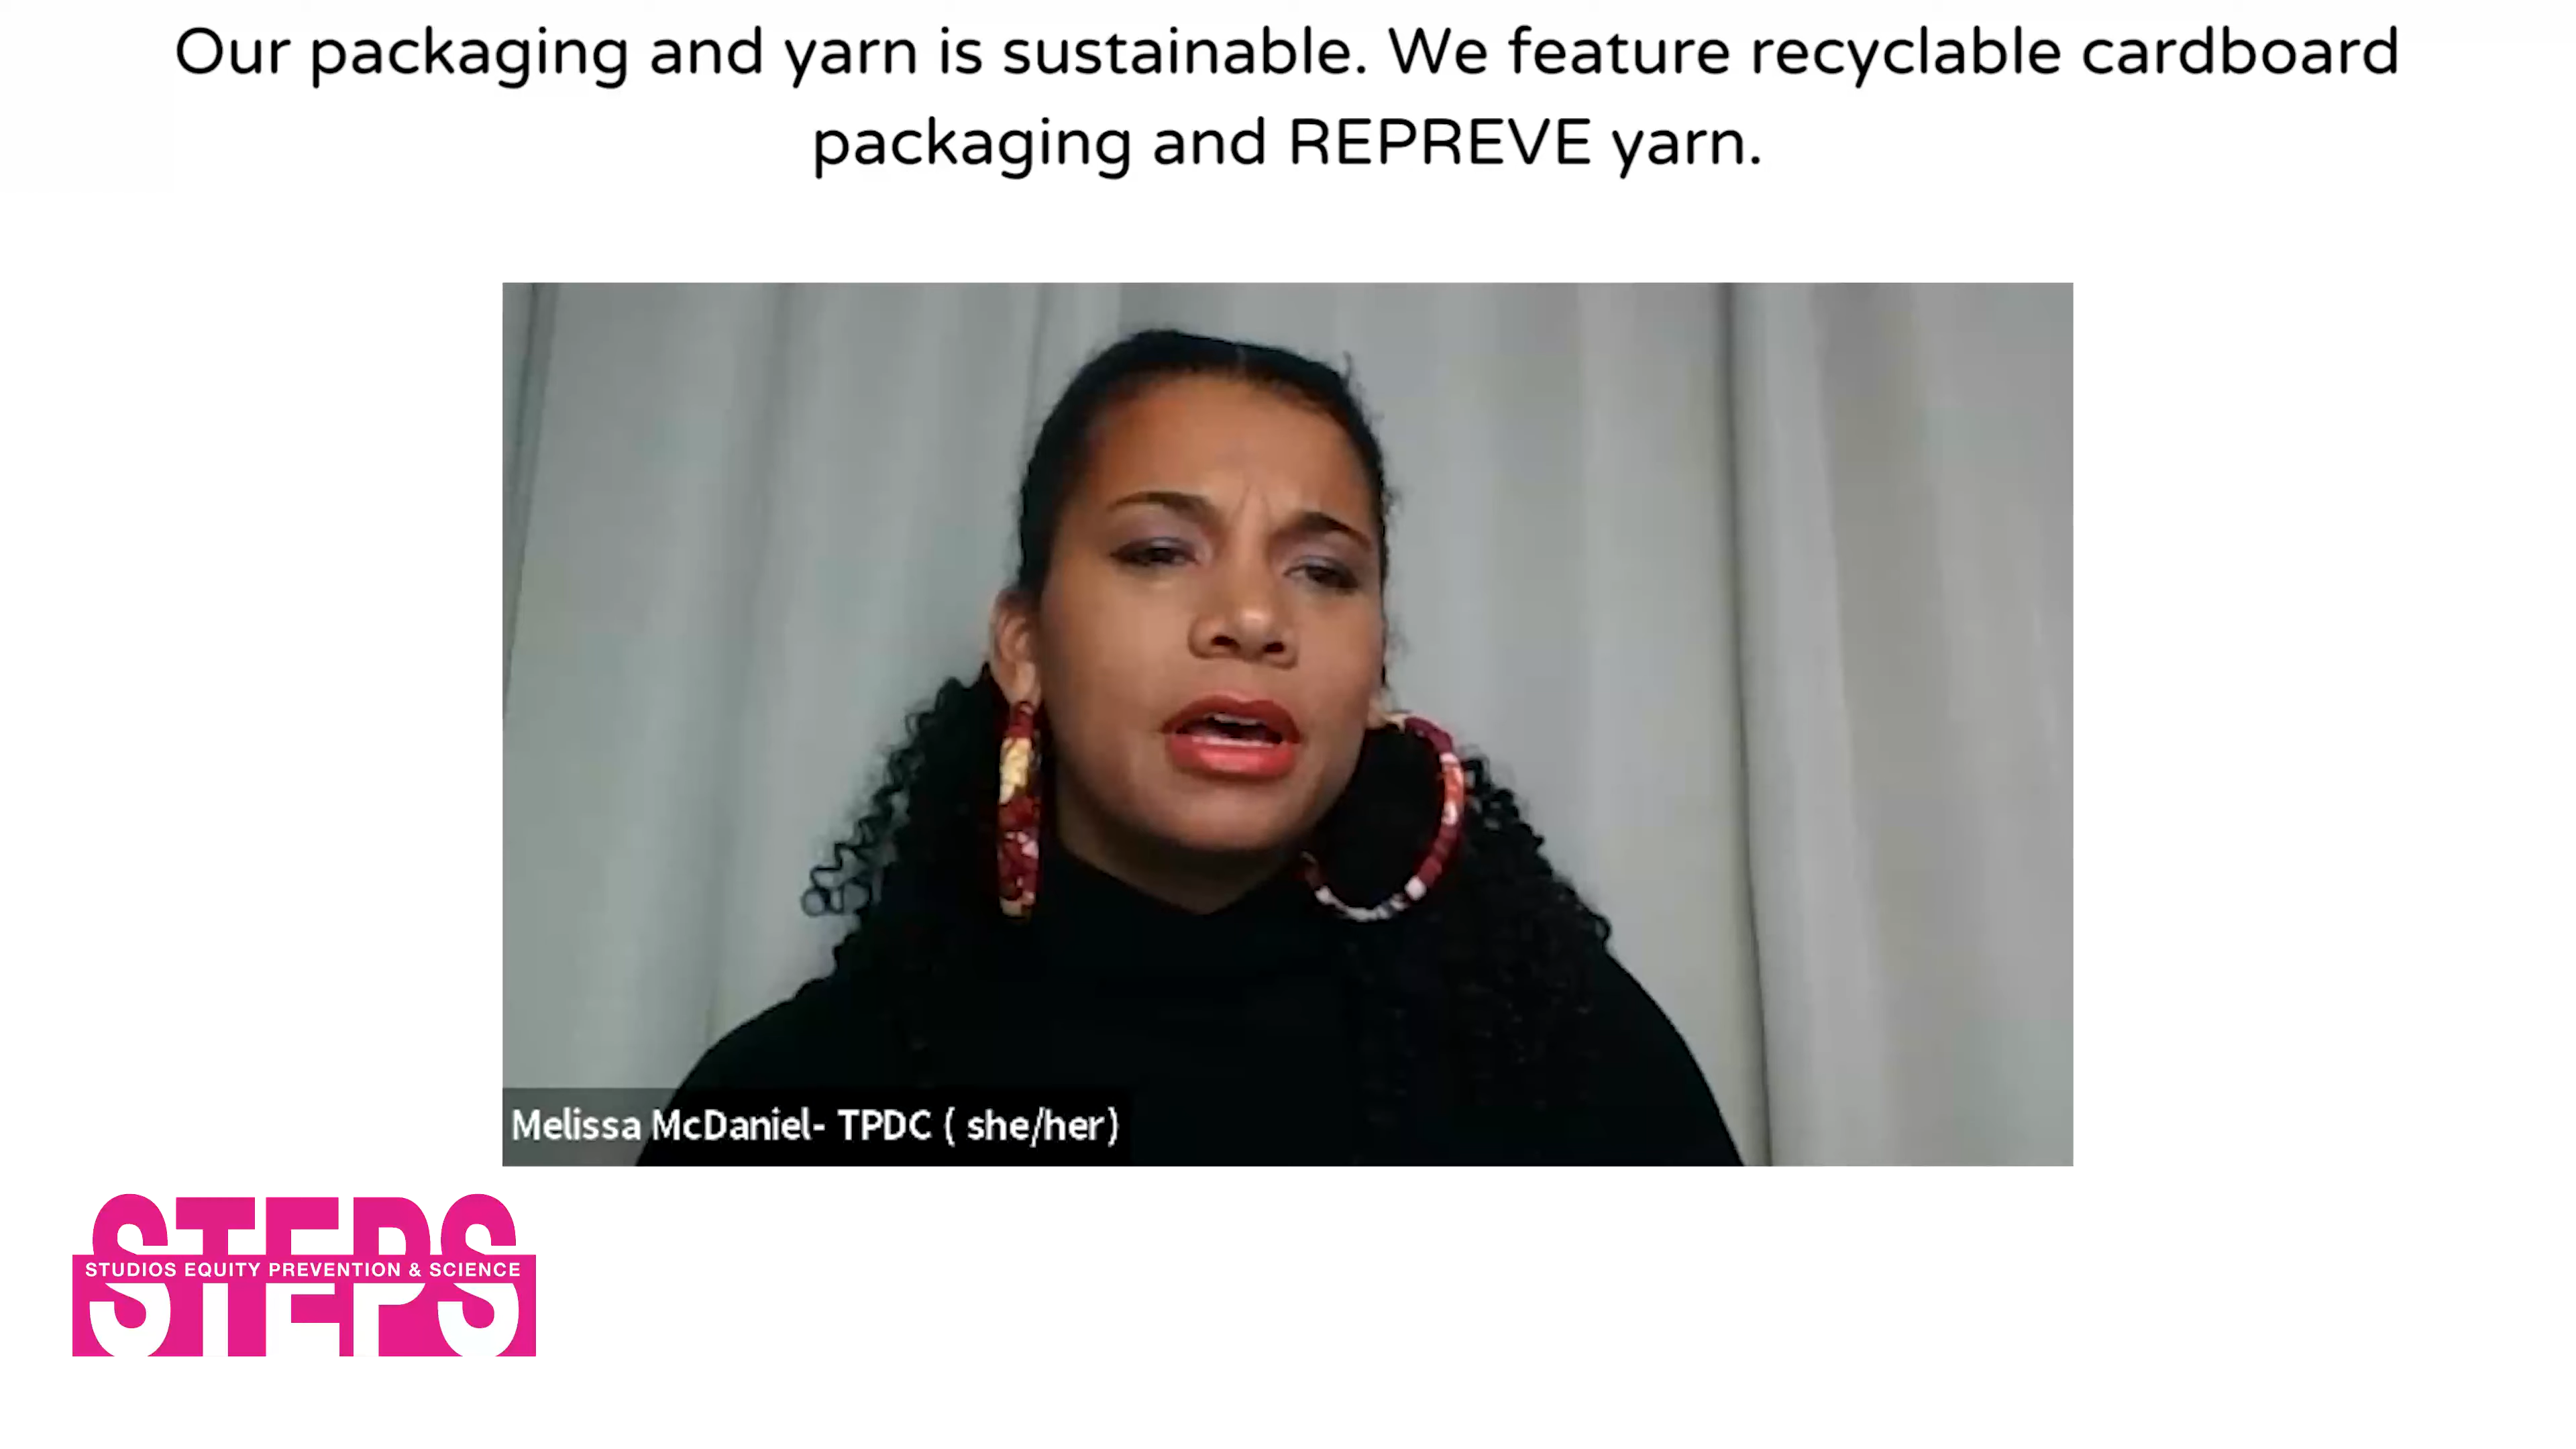 Our packaging and yarn is sustainable. We feature recyclable cardboard
packaging and REPREVE yarn.
Melissa McDaniel- TPDC ( she/her)
STEPS
STUDIOS EQUITY PREVENTION & SCIENCE